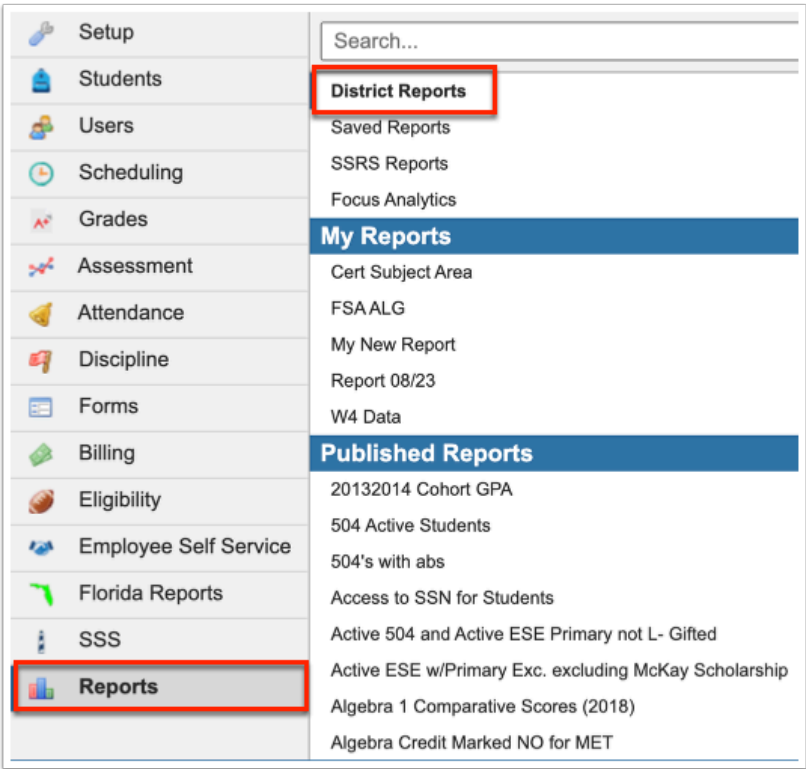 Setup
Students
Users
Scheduling
Grades
Assessment
Attendance
Discipline
Forms
Billing
Eligibility
Employee Self Service
Florida Reports
SSS
Reports
Search...
District Reports
Saved Reports
SSRS Reports
Focus Analytics
My Reports
Cert Subject Area
FSA ALG
My New Report
Report 08/23
W4 Data
Published Reports
20132014 Cohort GPA
504 Active Students
504's with abs
Access to SSN for Students
Active 504 and Active ESE Primary not L- Gifted
Active ESE w/Primary Exc. excluding McKay Scholarship
Algebra 1 Comparative Scores (2018)
Algebra Credit Marked NO for MET